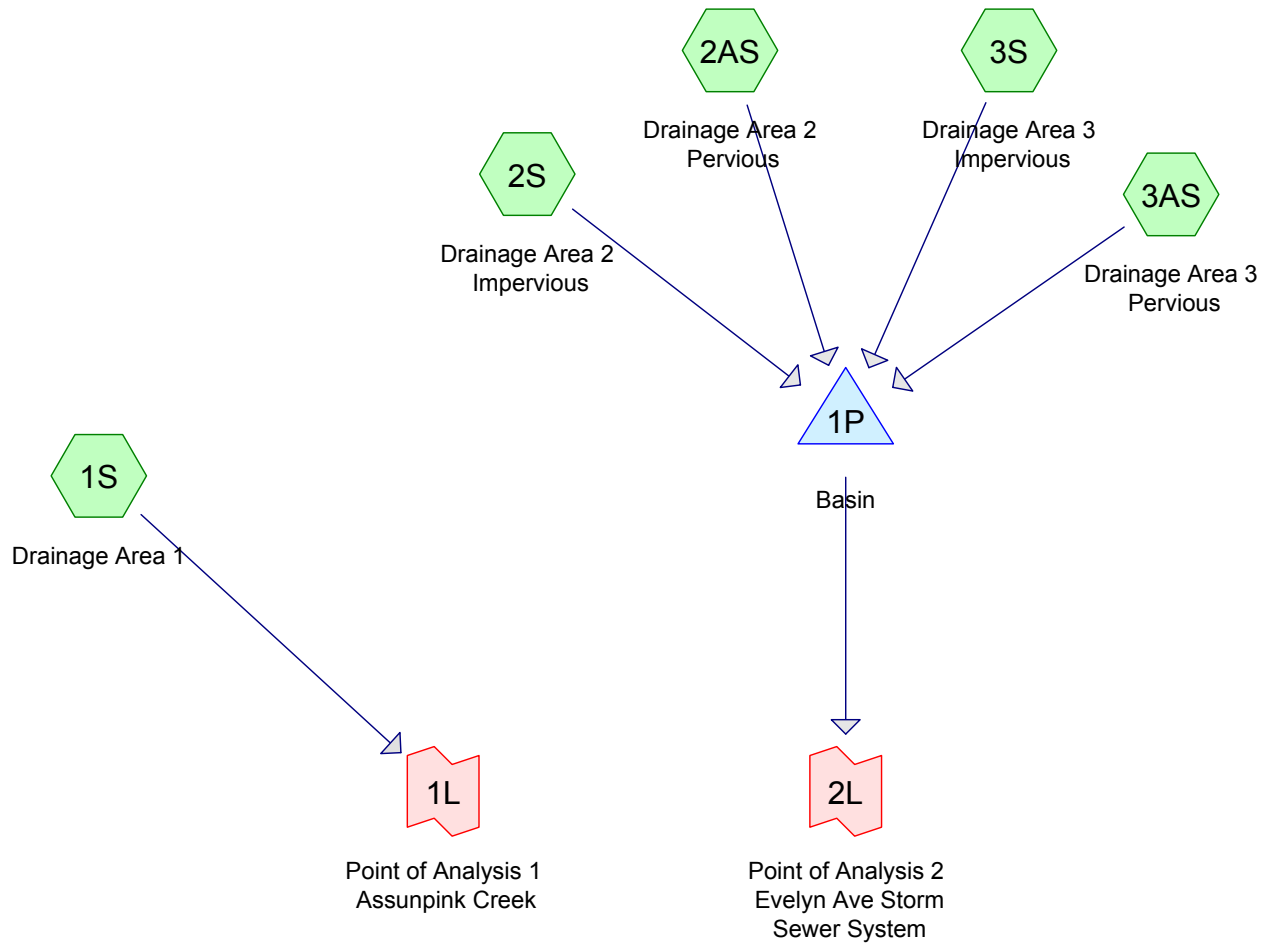 2AS
Drainage Area 2
Pervious
3S
Drainage Area 3
Impervious
2S
Drainage Area 2
Impervious
3AS
Drainage Area 3
Pervious
1P
Basin
1S
Drainage Area 1
1L
Point of Analysis 1
Assunpink Creek
2L
Point of Analysis 2
Evelyn Ave Storm
Sewer System